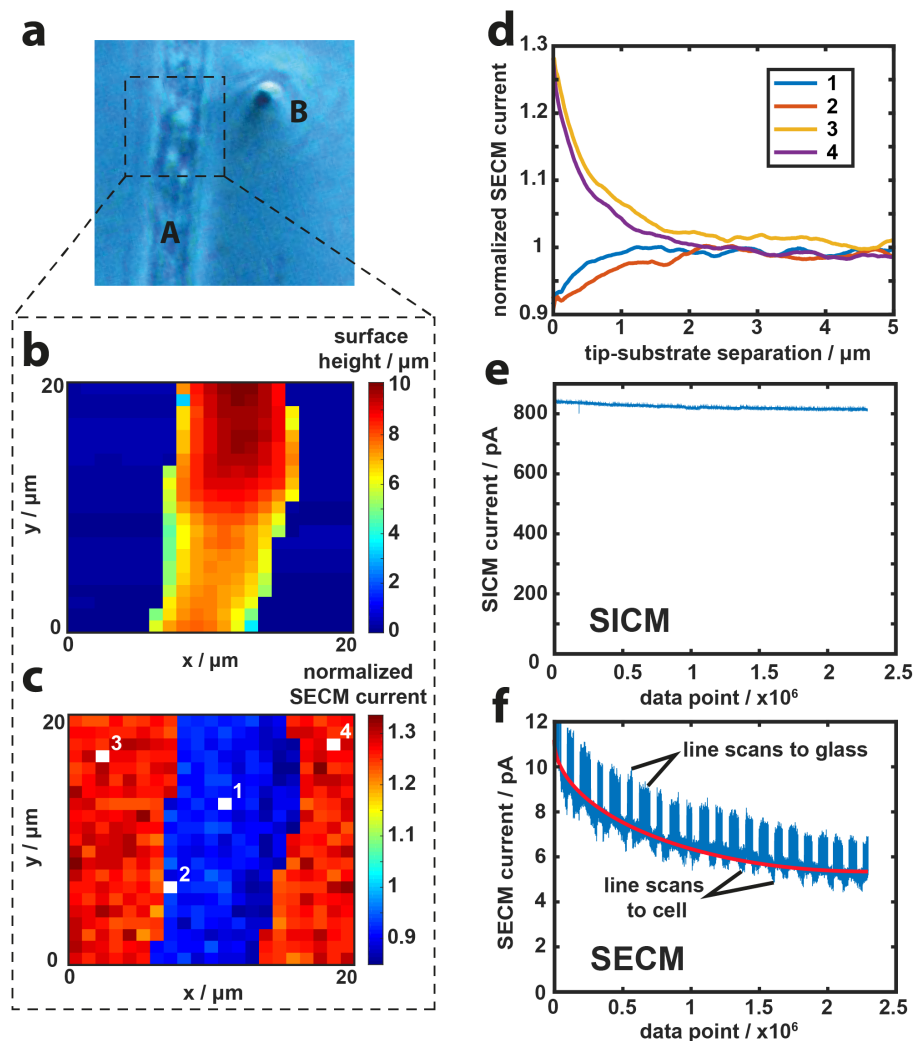 a
A
B
b
surface
height / µm
20
y / µm
0
0
x / µm
20
10
8
6
4
2
0
c
normalized
SECM current
20
y / µm
0
0
x / µm
20
3
4
1
2
1.3
1.2
1.1
1
0.9
d
1.3
1.2
1.1
1
0.9
normalized SECM current
1
2
3
4
0
1
2
3
4
5
tip-substrate separation / µm
e
800
600
400
800
200
0
SICM current / pA
SICM
0
0.5
1
1.5
2
2.5
data point / x10⁶
f
12
10
8
6
4
2
0
SECM current / pA
line scans to glass
line scans
to cell
SECM
0
0.5
1
1.5
2
2.5
data point / x10⁶